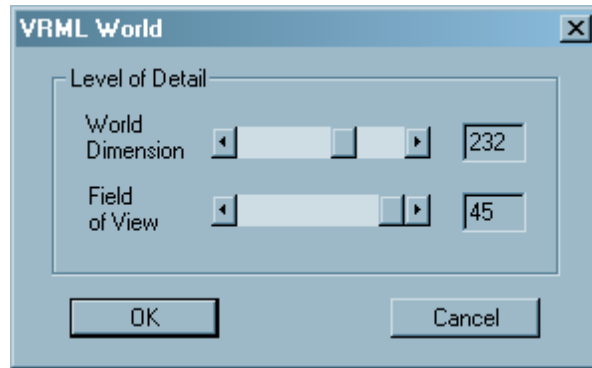 VRML World
Level of Detail
World
Dimension
232
Field
of View
45
OK
Cancel